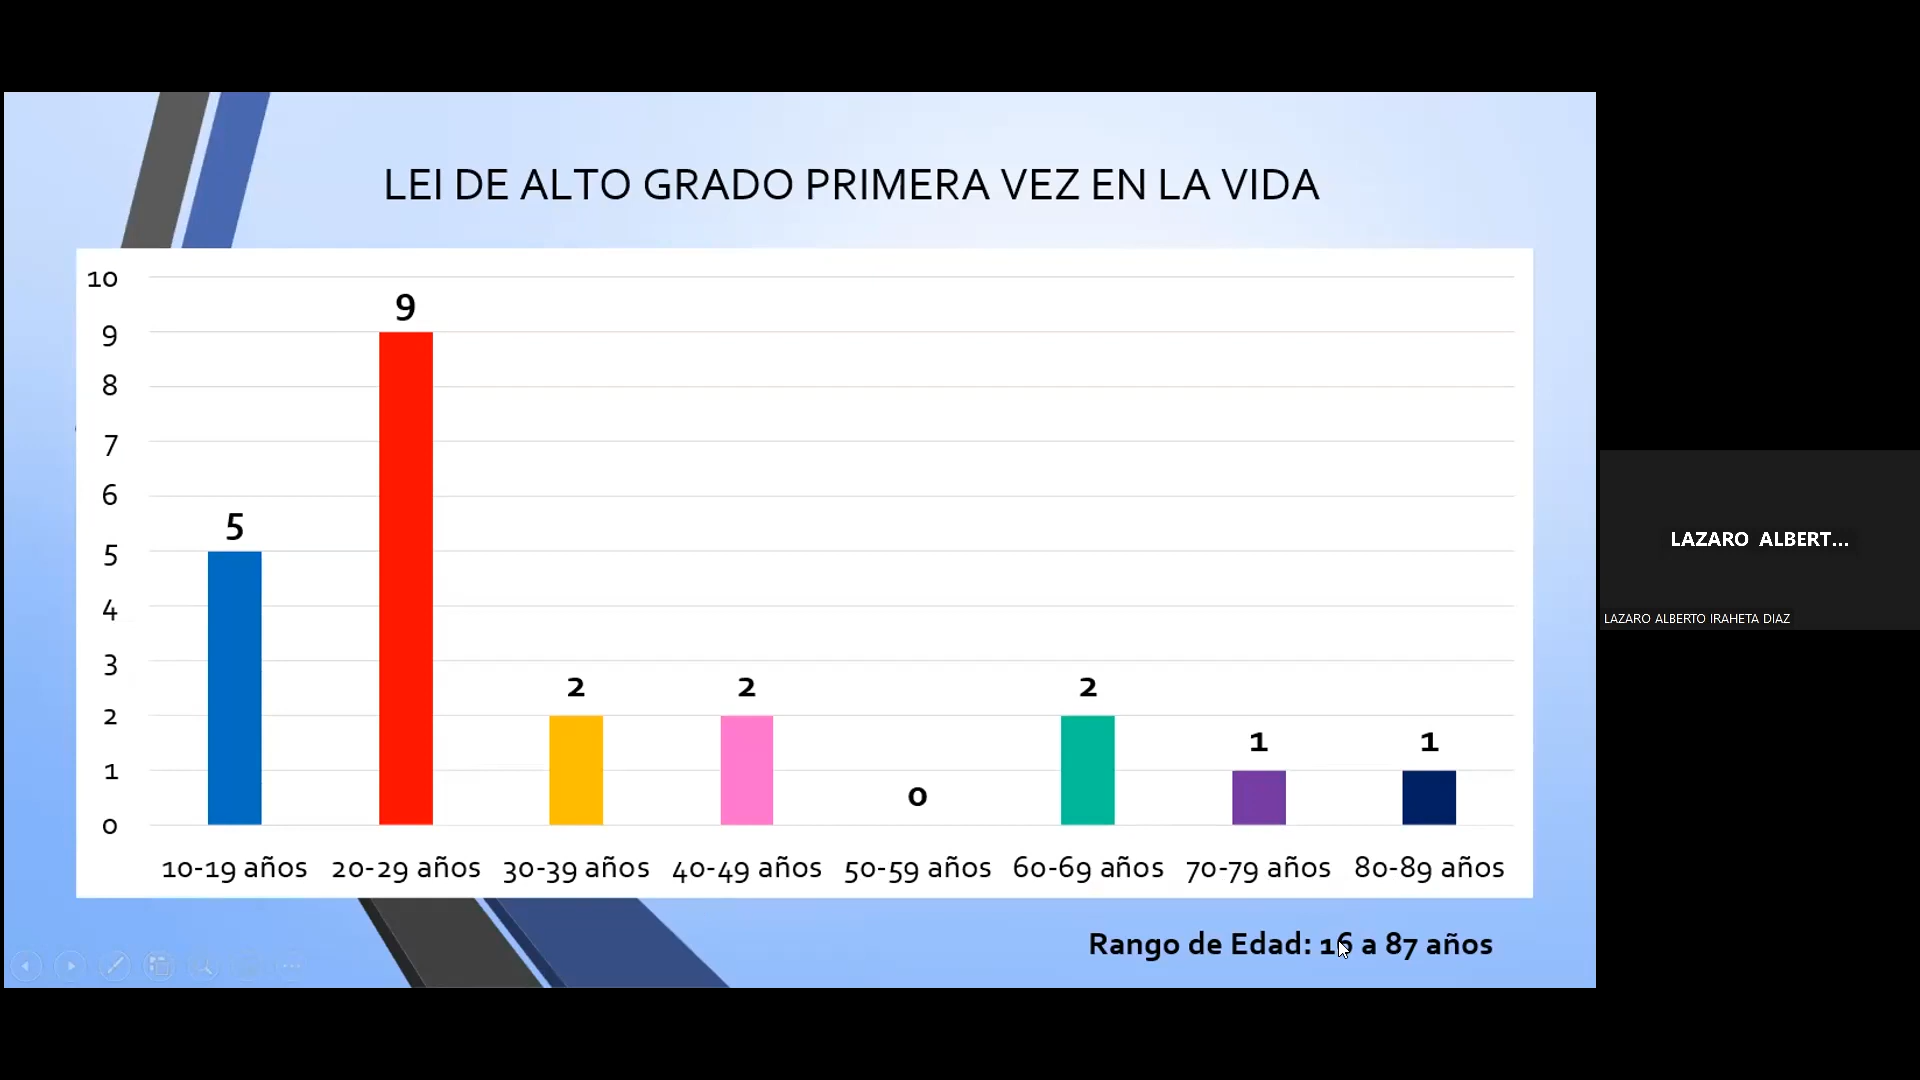 LEI DE ALTO GRADO PRIMERA VEZ EN LA VIDA
10
9
8
7
6
5
4
3
2
1
0
5
9
2
2
0
2
1
1
10-19 años
20-29 años
30-39 años
40-49 años
50-59 años
60-69 años
70-79 años
80-89 años
Rango de Edad: 16 a 87 años
LAZARO ALBERT...
LAZARO ALBERTO IRAHETA DIAZ